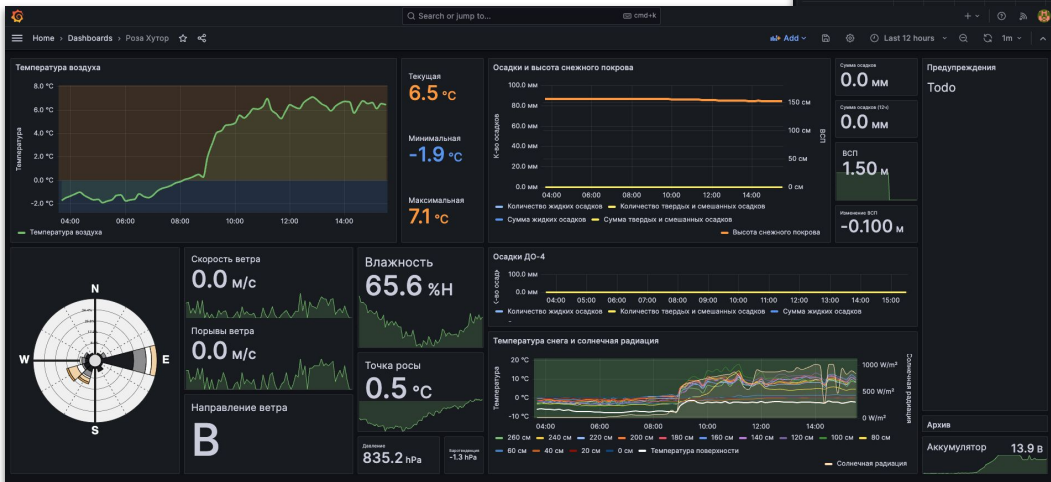 Search or jump to...
cmd+k
Home › Dashboards › Роза Хутор
Add
Last 12 hours
1m
Температура воздуха
8.0 °C
6.0 °C
4.0 °C
2.0 °C
0.0 °C
-2.0 °C
Температура
04:00 06:00 08:00 10:00 12:00 14:00
Температура воздуха
Текущая
6.5 °C
Минимальная
-1.9 °C
Максимальная
7.1 °C
Осадки и высота снежного покрова
100.0 мм
80.0 мм
60.0 мм
40.0 мм
20.0 мм
0.0 мм
К-во осадков
150 см
100 см
50 см
0 см
ВСП
04:00 06:00 08:00 10:00 12:00 14:00
Количество жидких осадков Количество твердых и смешанных осадков
Сумма жидких осадков Сумма твердых и смешанных осадков
Высота снежного покрова
Сумма осадков
0.0 мм
Сумма осадков (12ч)
0.0 мм
ВСП
1.50 м
Изменение ВСП
-0.100 м
Предупреждения
Todo
N
W
E
S
Скорость ветра
0.0 м/с
Порывы ветра
0.0 м/с
Направление ветра
В
Влажность
65.6 %H
Точка росы
0.5 °C
Давление
835.2 hPa
-1.3 hPa
Осадки ДО-4
100.0 мм
0.0 мм
04:00 05:00 06:00 07:00 08:00 09:00 10:00 11:00 12:00 13:00 14:00 15:00
Количество жидких осадков Количество твердых и смешанных осадков Сумма жидких осадков
Температура снега и солнечная радиация
20 °C
10 °C
0 °C
-10 °C
Температура
1000 W/m²
500 W/m²
0 W/m²
Солнечная радиация
04:00 06:00 08:00 10:00 12:00 14:00
260 см 240 см 220 см 200 см 180 см 160 см 140 см 120 см 100 см 80 см
60 см 40 см 20 см 0 см Температура поверхности
Солнечная радиация
Архив
Аккумулятор
13.9 В